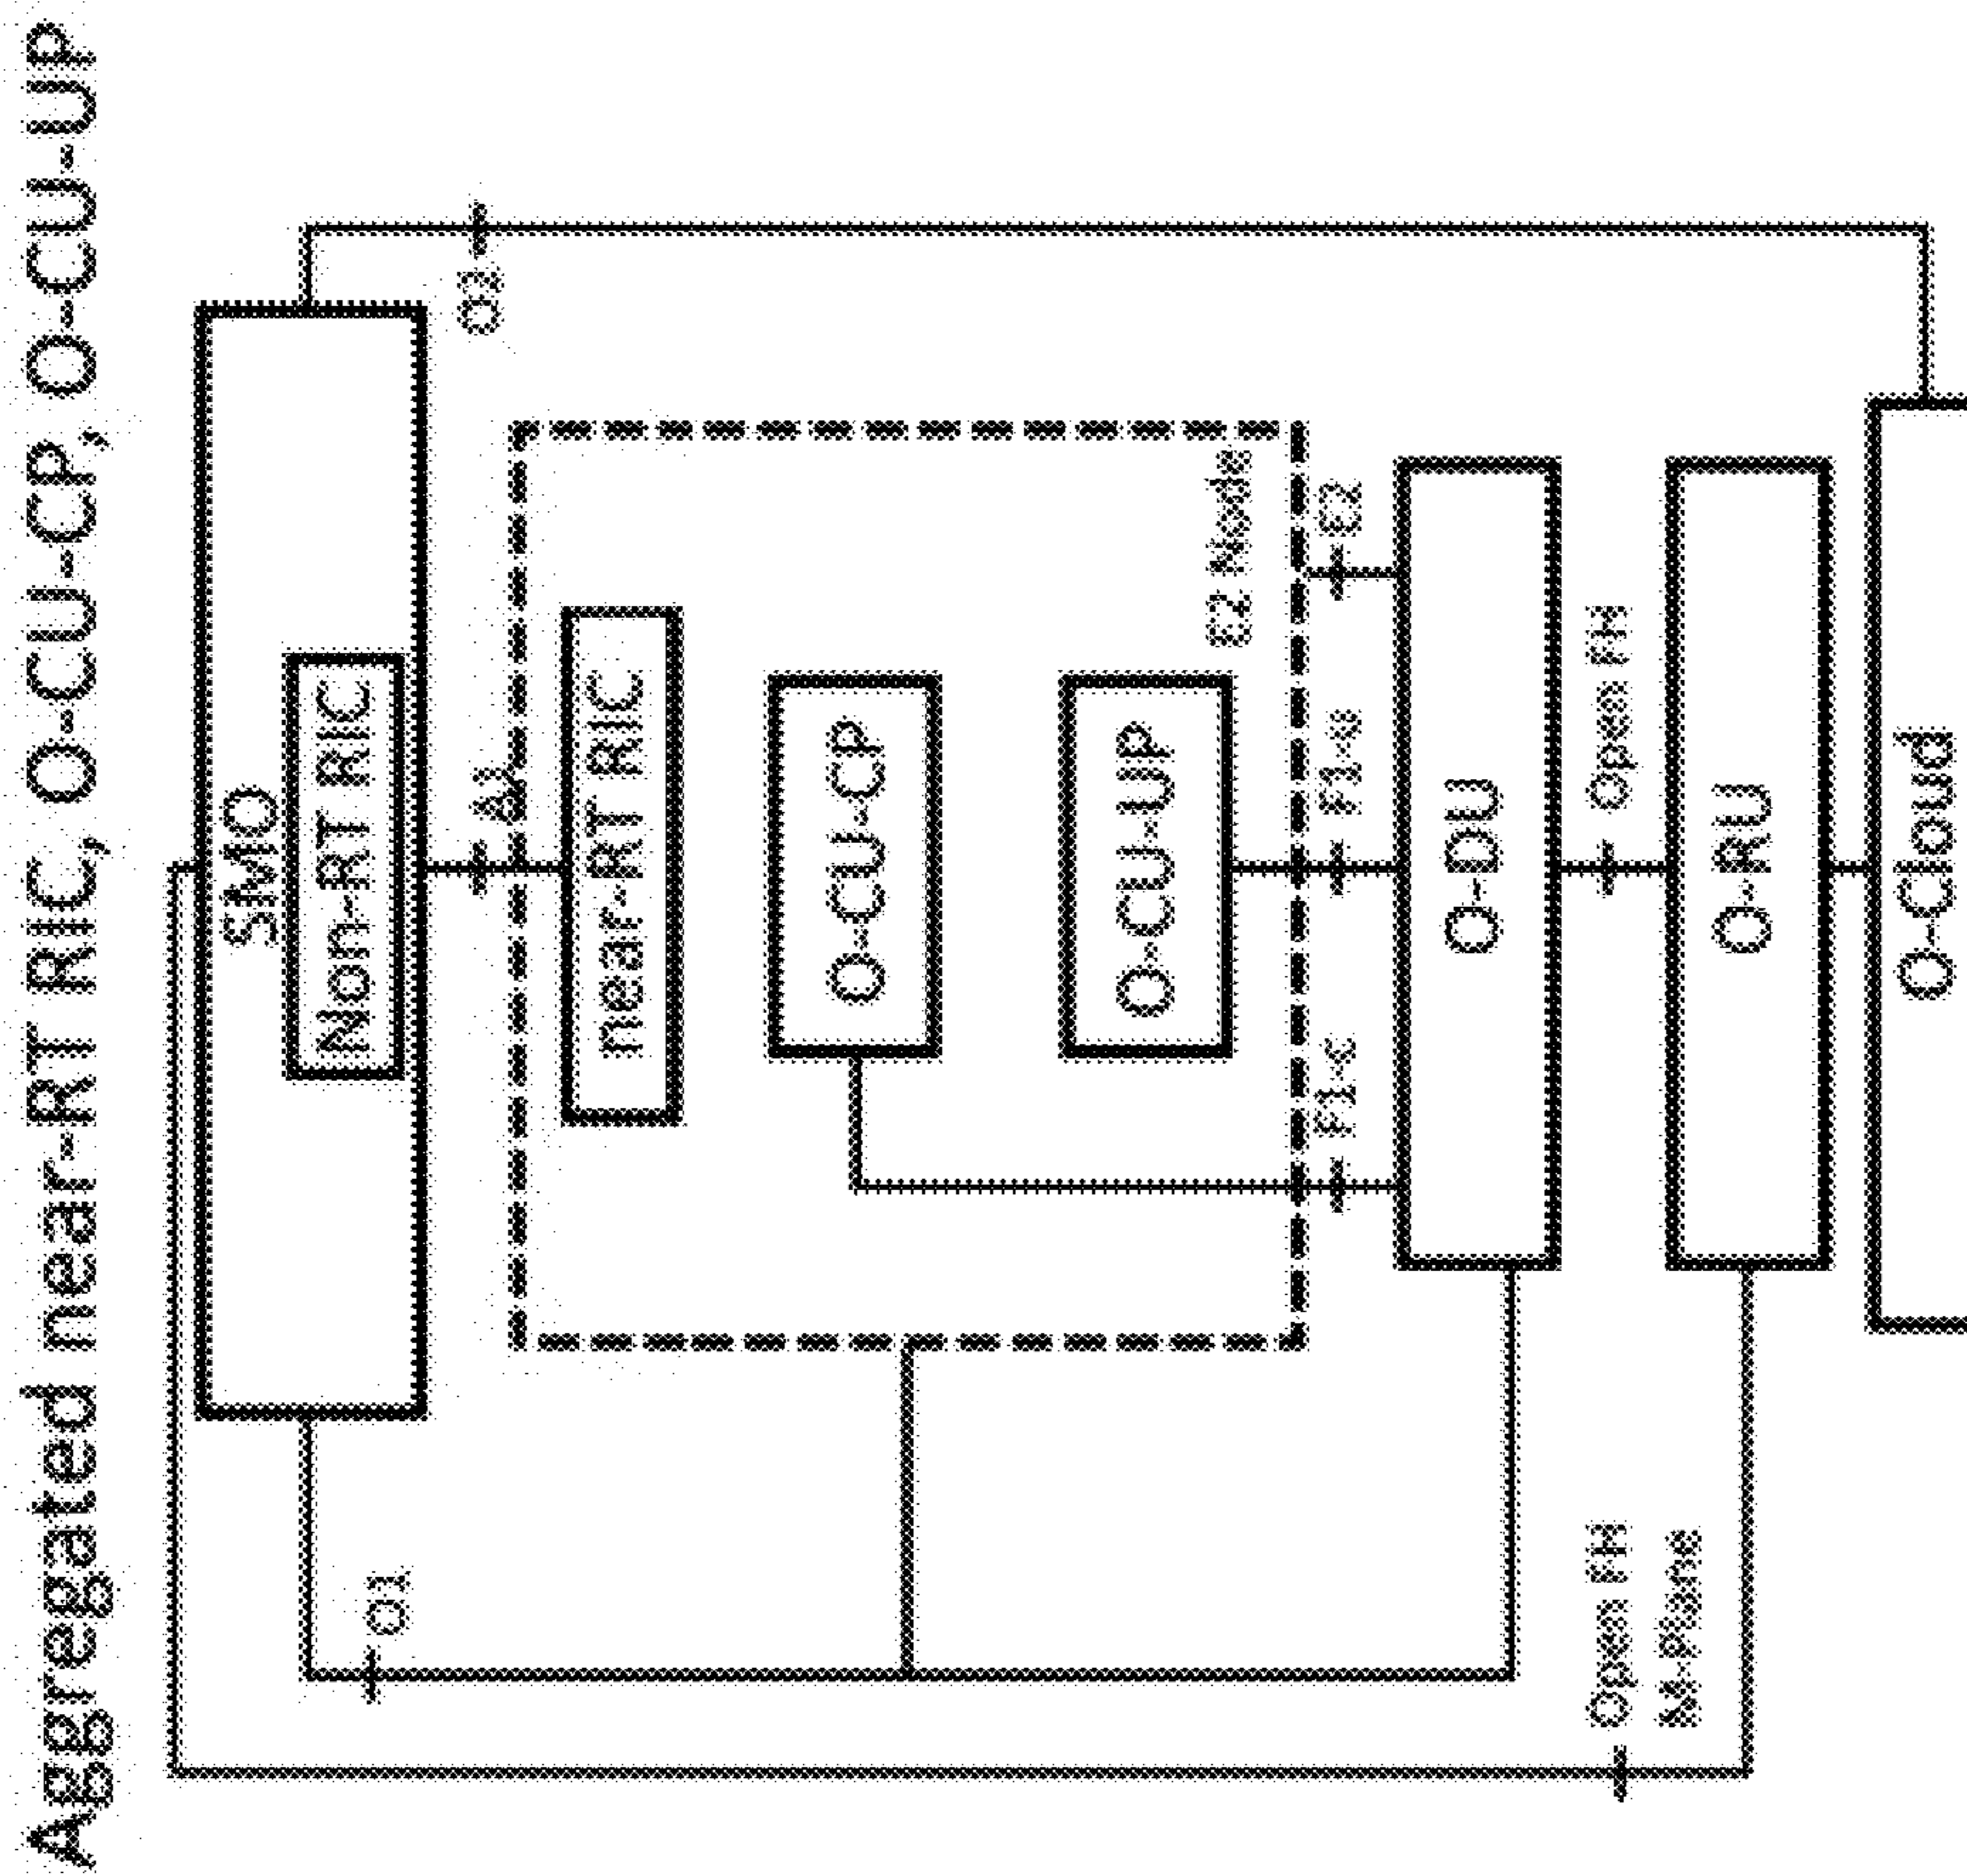 Aggregated near-RT RIC, O-CU-CP, O-CU-UP
SMO
Non-RT RIC
O1
A1
O2
near-RT RIC
O-CU-CP
O-CU-UP
E2 Node
F1-c
F1-u
E2
O-DU
Open FH
M-Plane
Open FH
O-RU
O-Cloud